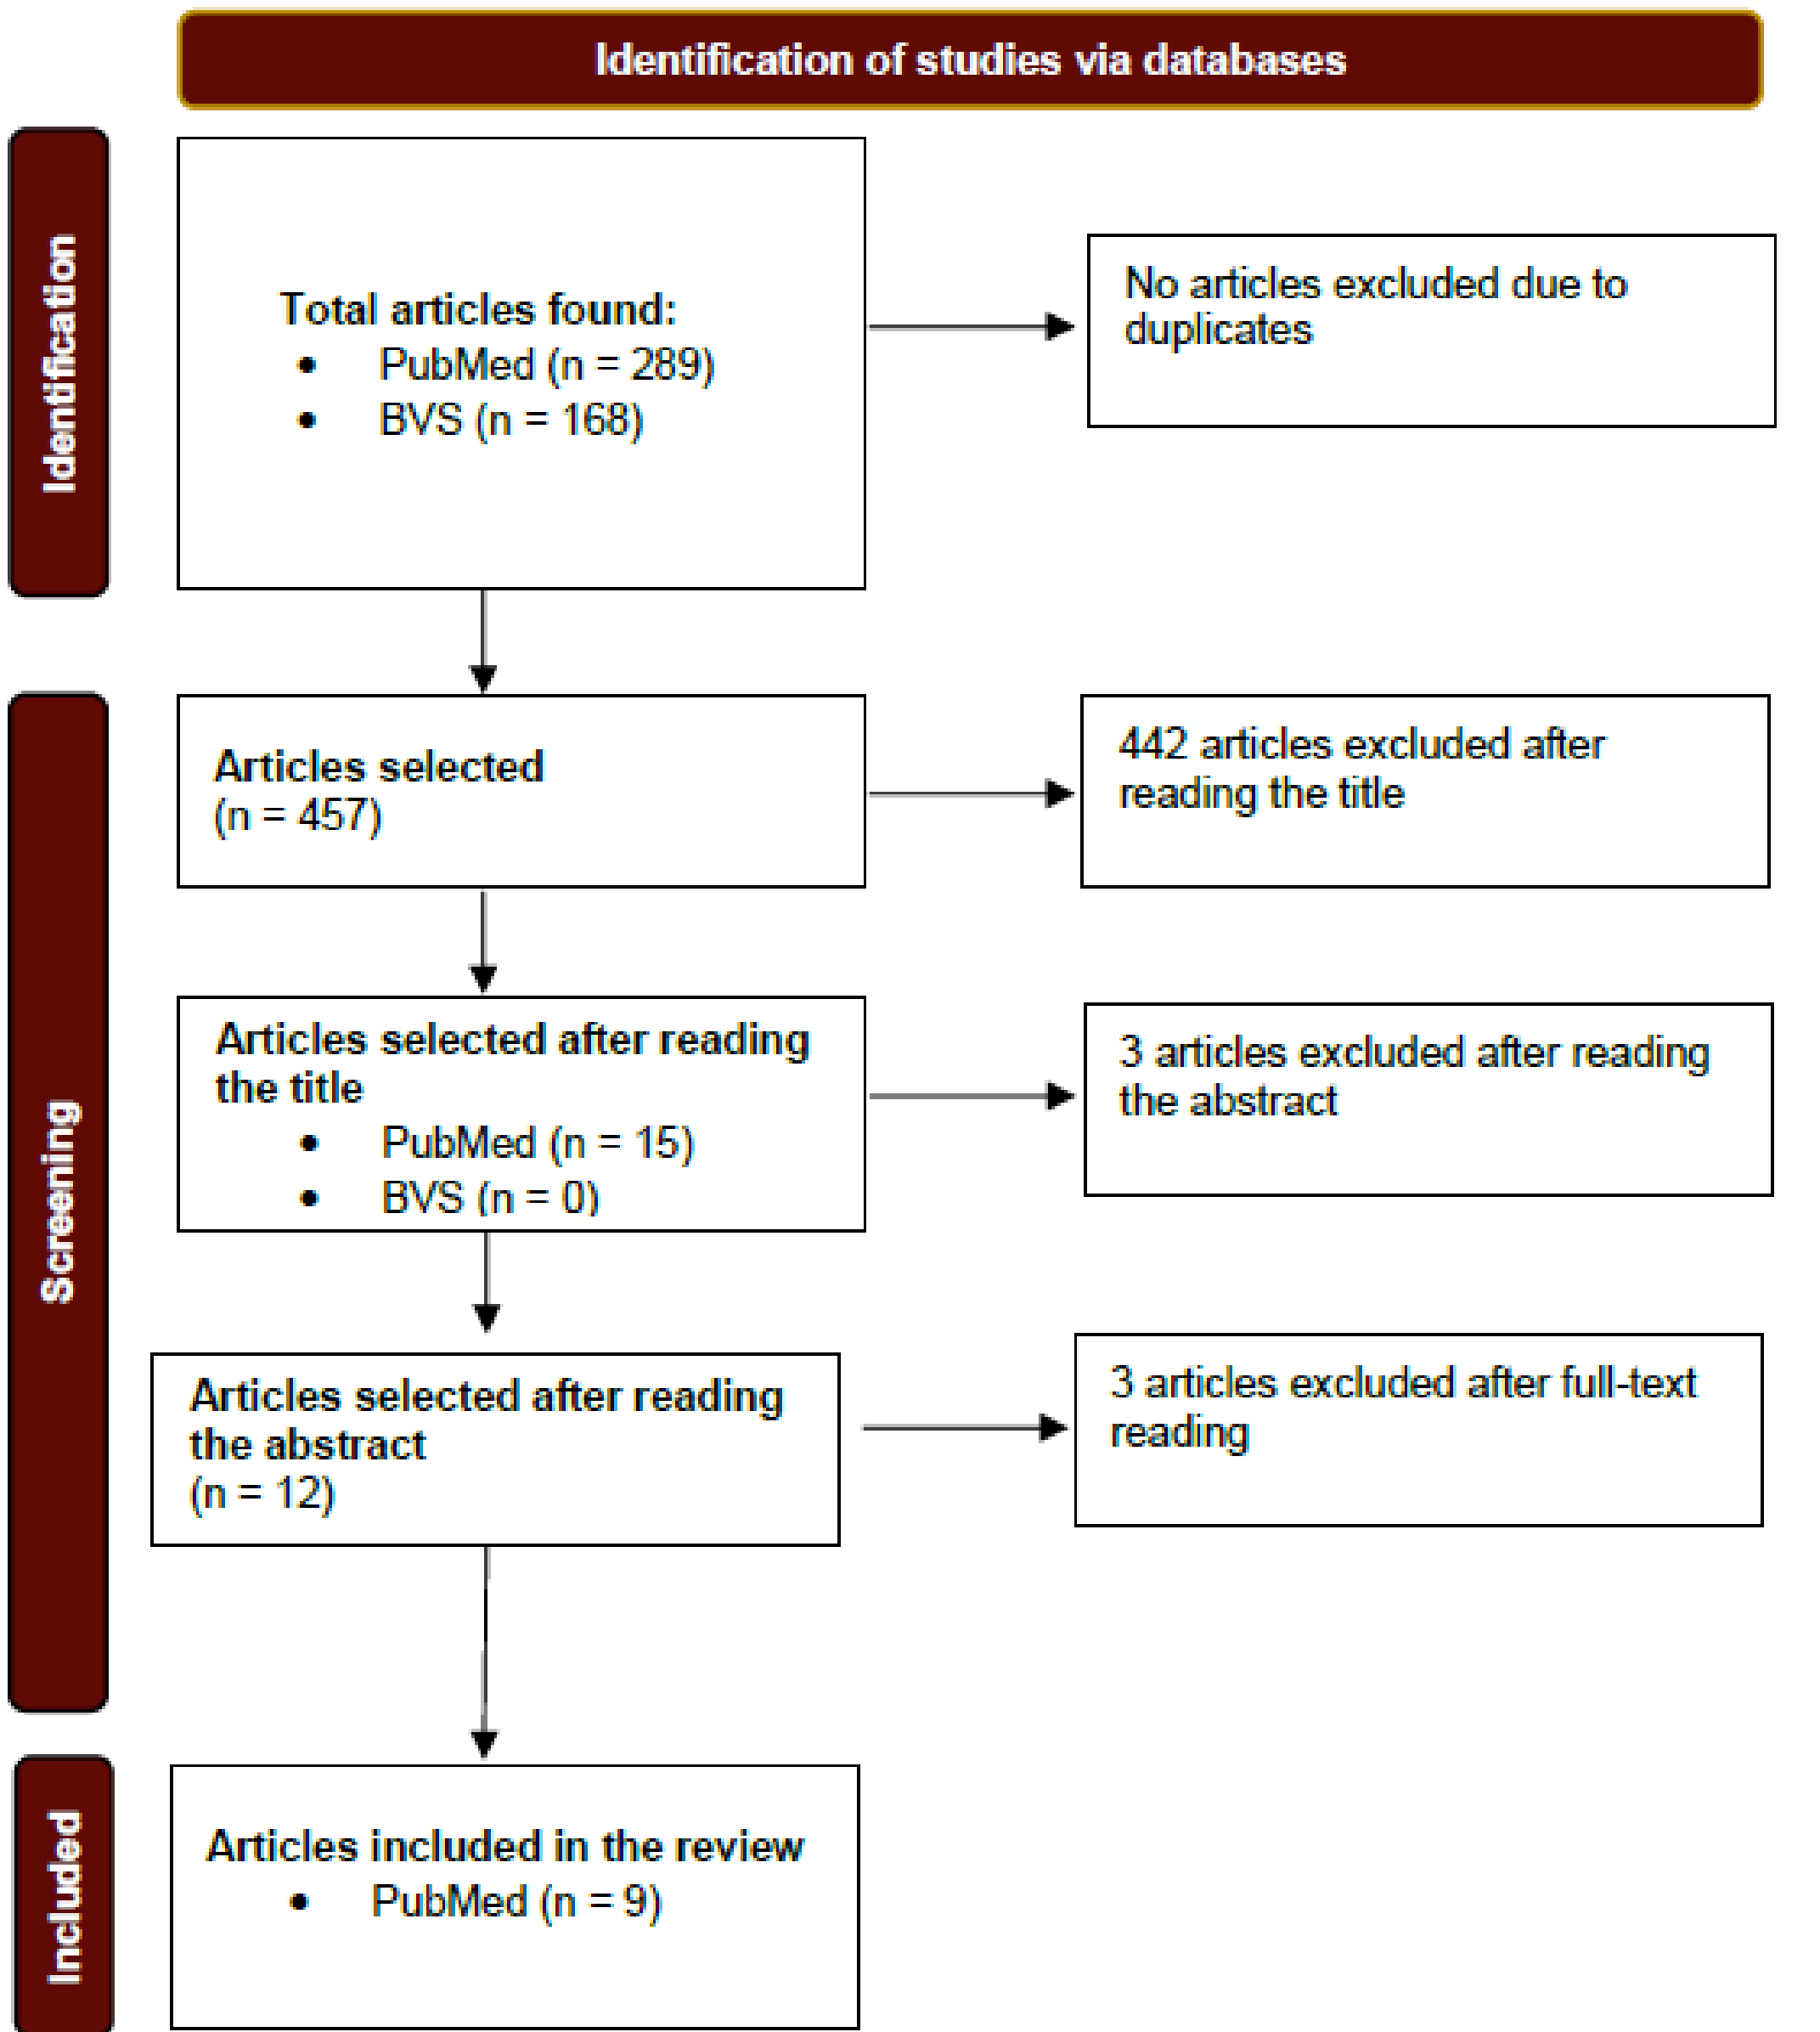 Identification of studies via databases
Identification
Total articles found:
• PubMed (n = 289)
• BVS (n = 168)
No articles excluded due to
duplicates
Screening
Articles selected
(n = 457)
442 articles excluded after
reading the title
Articles selected after reading
the title
• PubMed (n = 15)
• BVS (n = 0)
3 articles excluded after reading
the abstract
Articles selected after reading
the abstract
(n = 12)
3 articles excluded after full-text
reading
Included
Articles included in the review
• PubMed (n = 9)